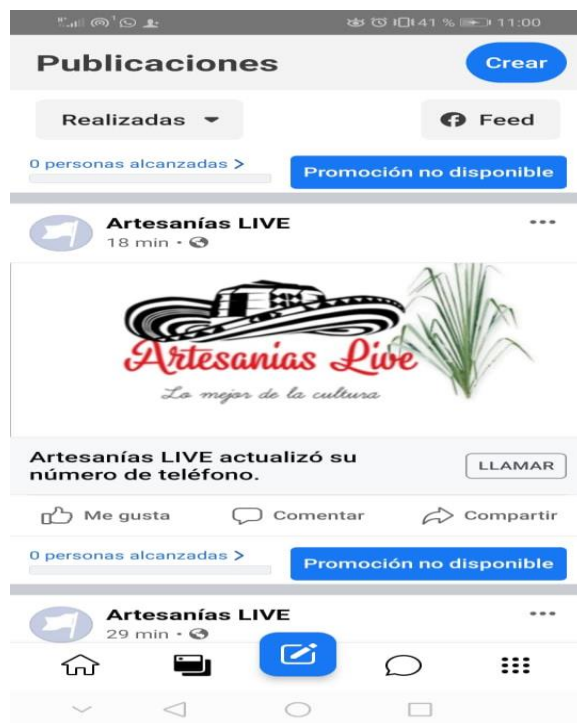 41 % 11:00
Publicaciones
Crear
Realizadas
Feed
0 personas alcanzadas >
Promoción no disponible
Artesanías LIVE
18 min ·
Artesanías Live
Lo mejor de la cultura
Artesanías LIVE actualizó su
número de teléfono.
LLAMAR
Me gusta
Comentar
Compartir
0 personas alcanzadas >
Promoción no disponible
Artesanías LIVE
29 min ·